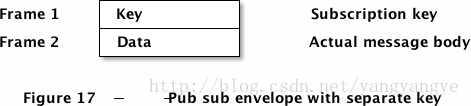 Frame 1 Key Subscription key
Frame 2 Data Actual message body
http://blog.csdn.net/yangyangye
Figure 17 — -Pub sub envelope with separate key